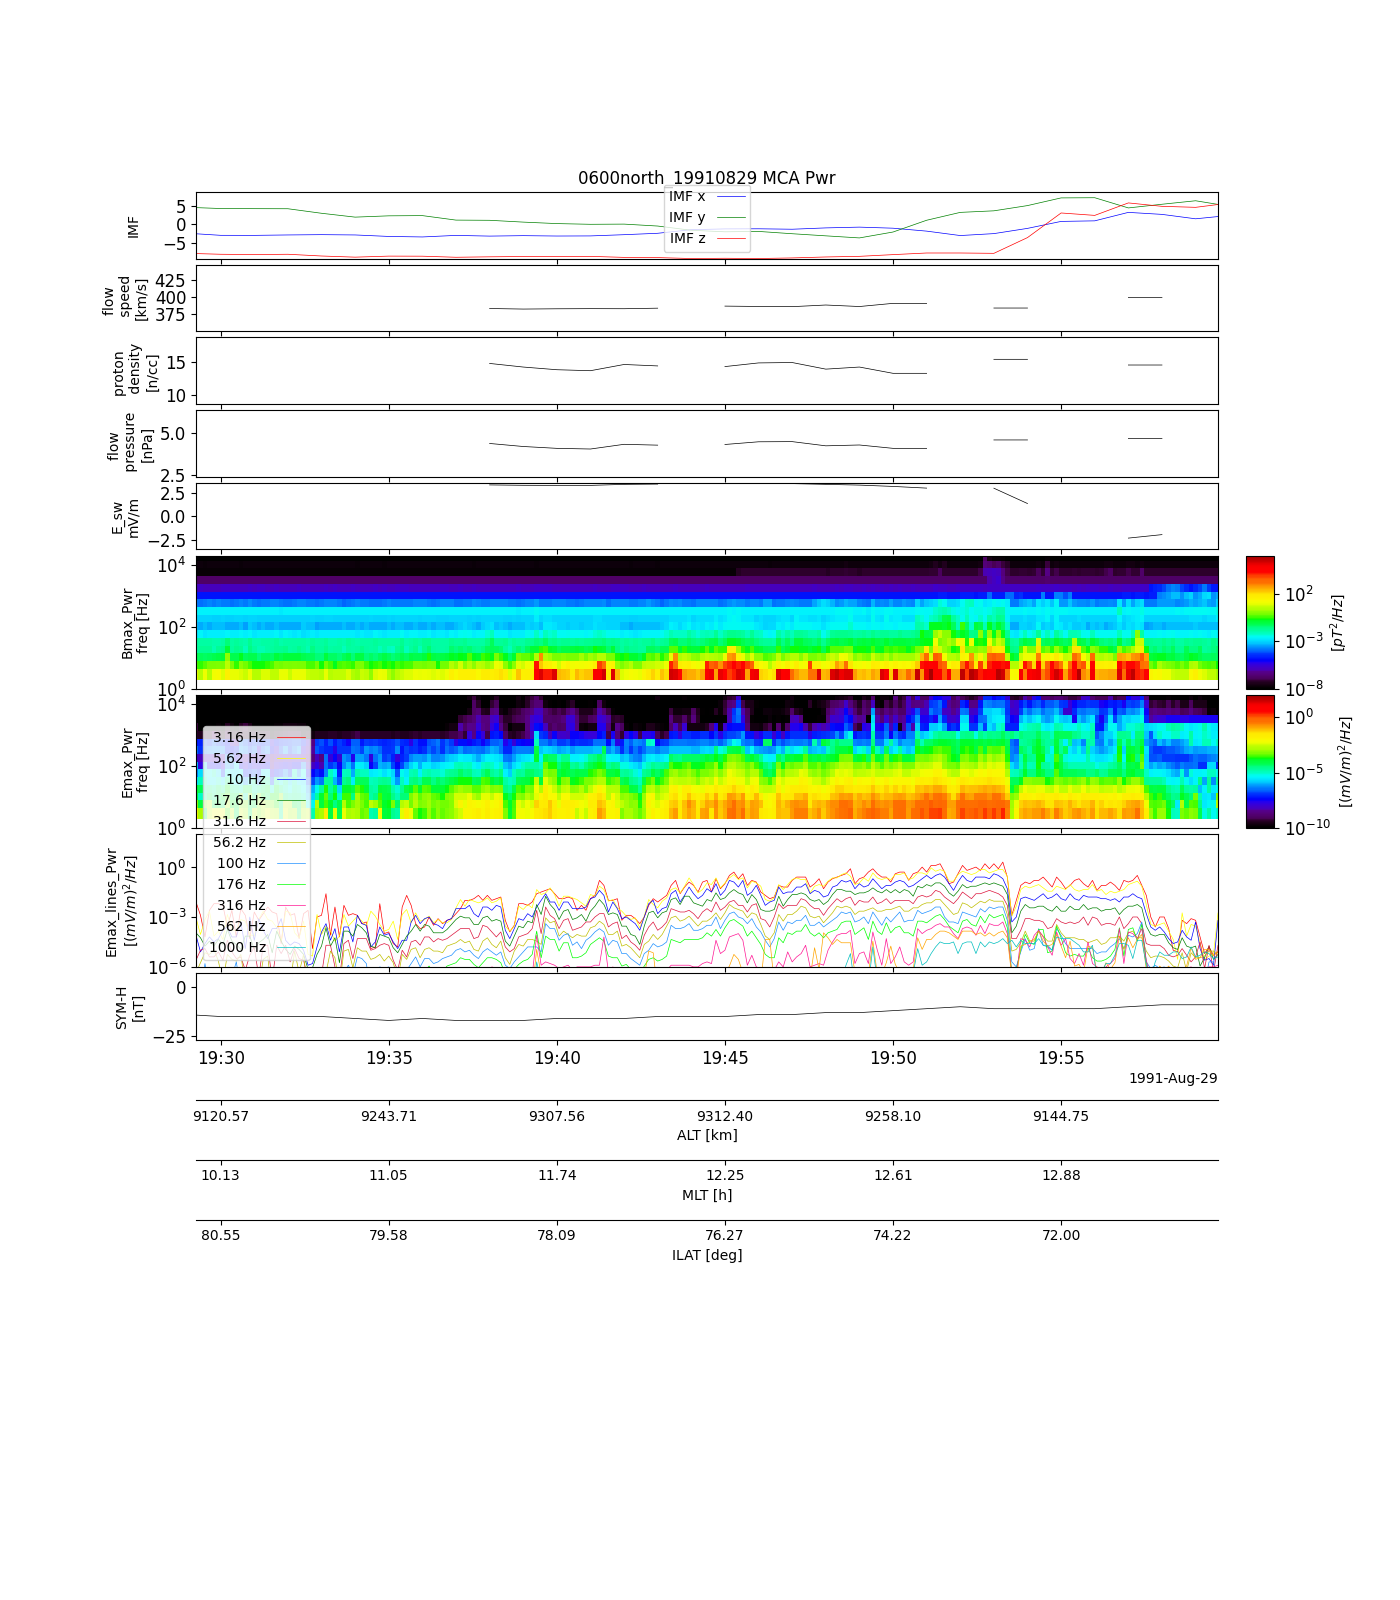 0600north_19910829 MCA Pwr
IMF x
IMF y
IMF z
IMF
5
0
−5
flow
speed
[km/s]
425
400
375
proton
density
[n/cc]
15
10
flow
pressure
[nPa]
5.0
2.5
E_sw
mV/m
2.5
0.0
−2.5
Bmax_Pwr
freq [Hz]
10^4
10^2
10^0
10^2
10^-3
10^-8
[pT^2/Hz]
Emax_Pwr
freq [Hz]
10^4
10^2
10^0
10^0
10^-5
10^-10
[(mV/m)^2/Hz]
3.16 Hz
5.62 Hz
10 Hz
17.6 Hz
31.6 Hz
56.2 Hz
100 Hz
176 Hz
316 Hz
562 Hz
1000 Hz
Emax_lines_Pwr
[(mV/m)^2/Hz]
10^0
10^-3
10^-6
SYM-H
[nT]
0
−25
19:30 19:35 19:40 19:45 19:50 19:55
1991-Aug-29
9120.57 9243.71 9307.56 9312.40 9258.10 9144.75
ALT [km]
10.13 11.05 11.74 12.25 12.61 12.88
MLT [h]
80.55 79.58 78.09 76.27 74.22 72.00
ILAT [deg]